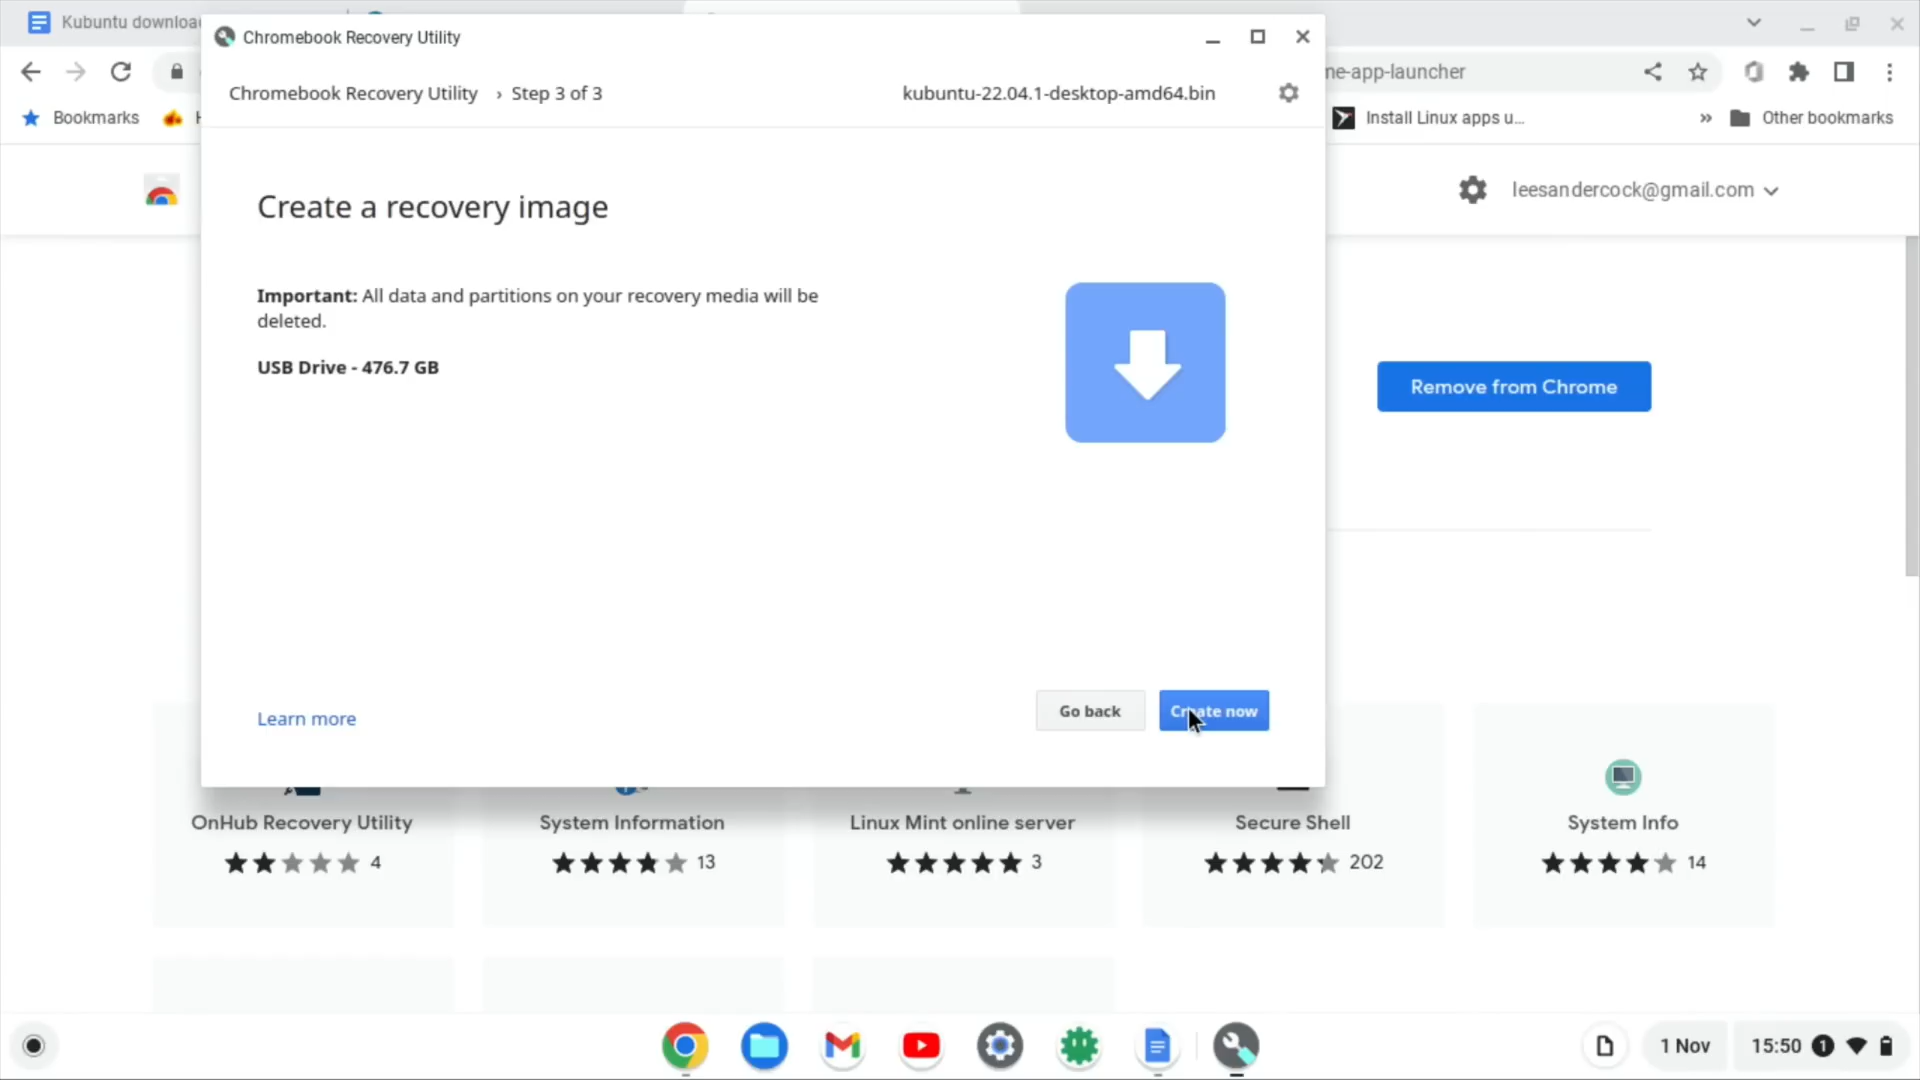 Kubuntu downloa
Chromebook Recovery Utility
Chromebook Recovery Utility › Step 3 of 3
kubuntu-22.04.1-desktop-amd64.bin
me-app-launcher
Bookmarks
Install Linux apps u...
» Other bookmarks
leesandercock@gmail.com
Create a recovery image
Important: All data and partitions on your recovery media will be
deleted.
USB Drive - 476.7 GB
Remove from Chrome
Learn more
Go back
Create now
OnHub Recovery Utility
4
System Information
13
Linux Mint online server
3
Secure Shell
202
System Info
14
1 Nov
15:50
1